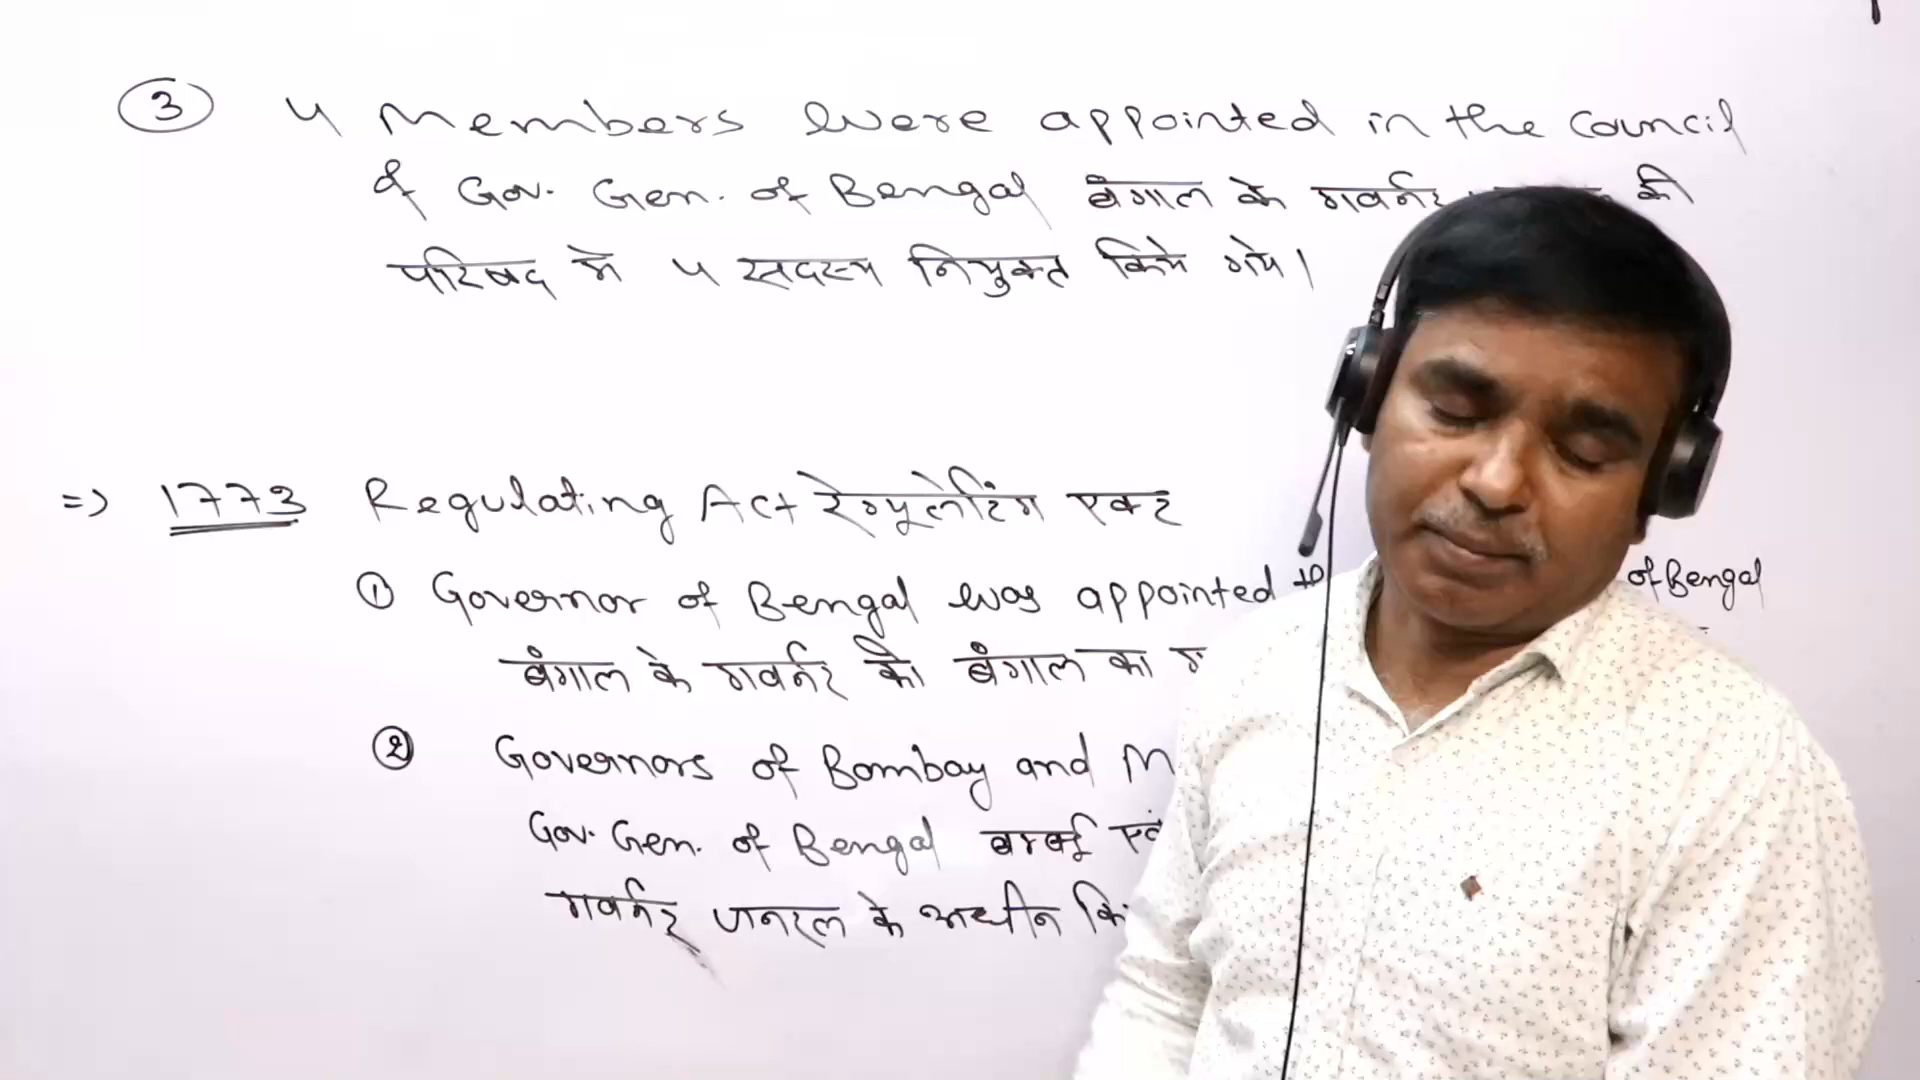 3 4 Members were appointed in the Council
of Gov. Gen. of Bengal बंगाल के गवर्नर की
परिषद में 4 सदस्य नियुक्त किये गये।
=> 1773 Regulating Act रेग्यूलेटिंग एक्ट
1 Governor of Bengal was appointed to of Bengal
बंगाल के गवर्नर को बंगाल का
2 Governors of Bombay and
Gov. Gen. of Bengal बम्बई एवं
गवर्नर जनरल के अधीन